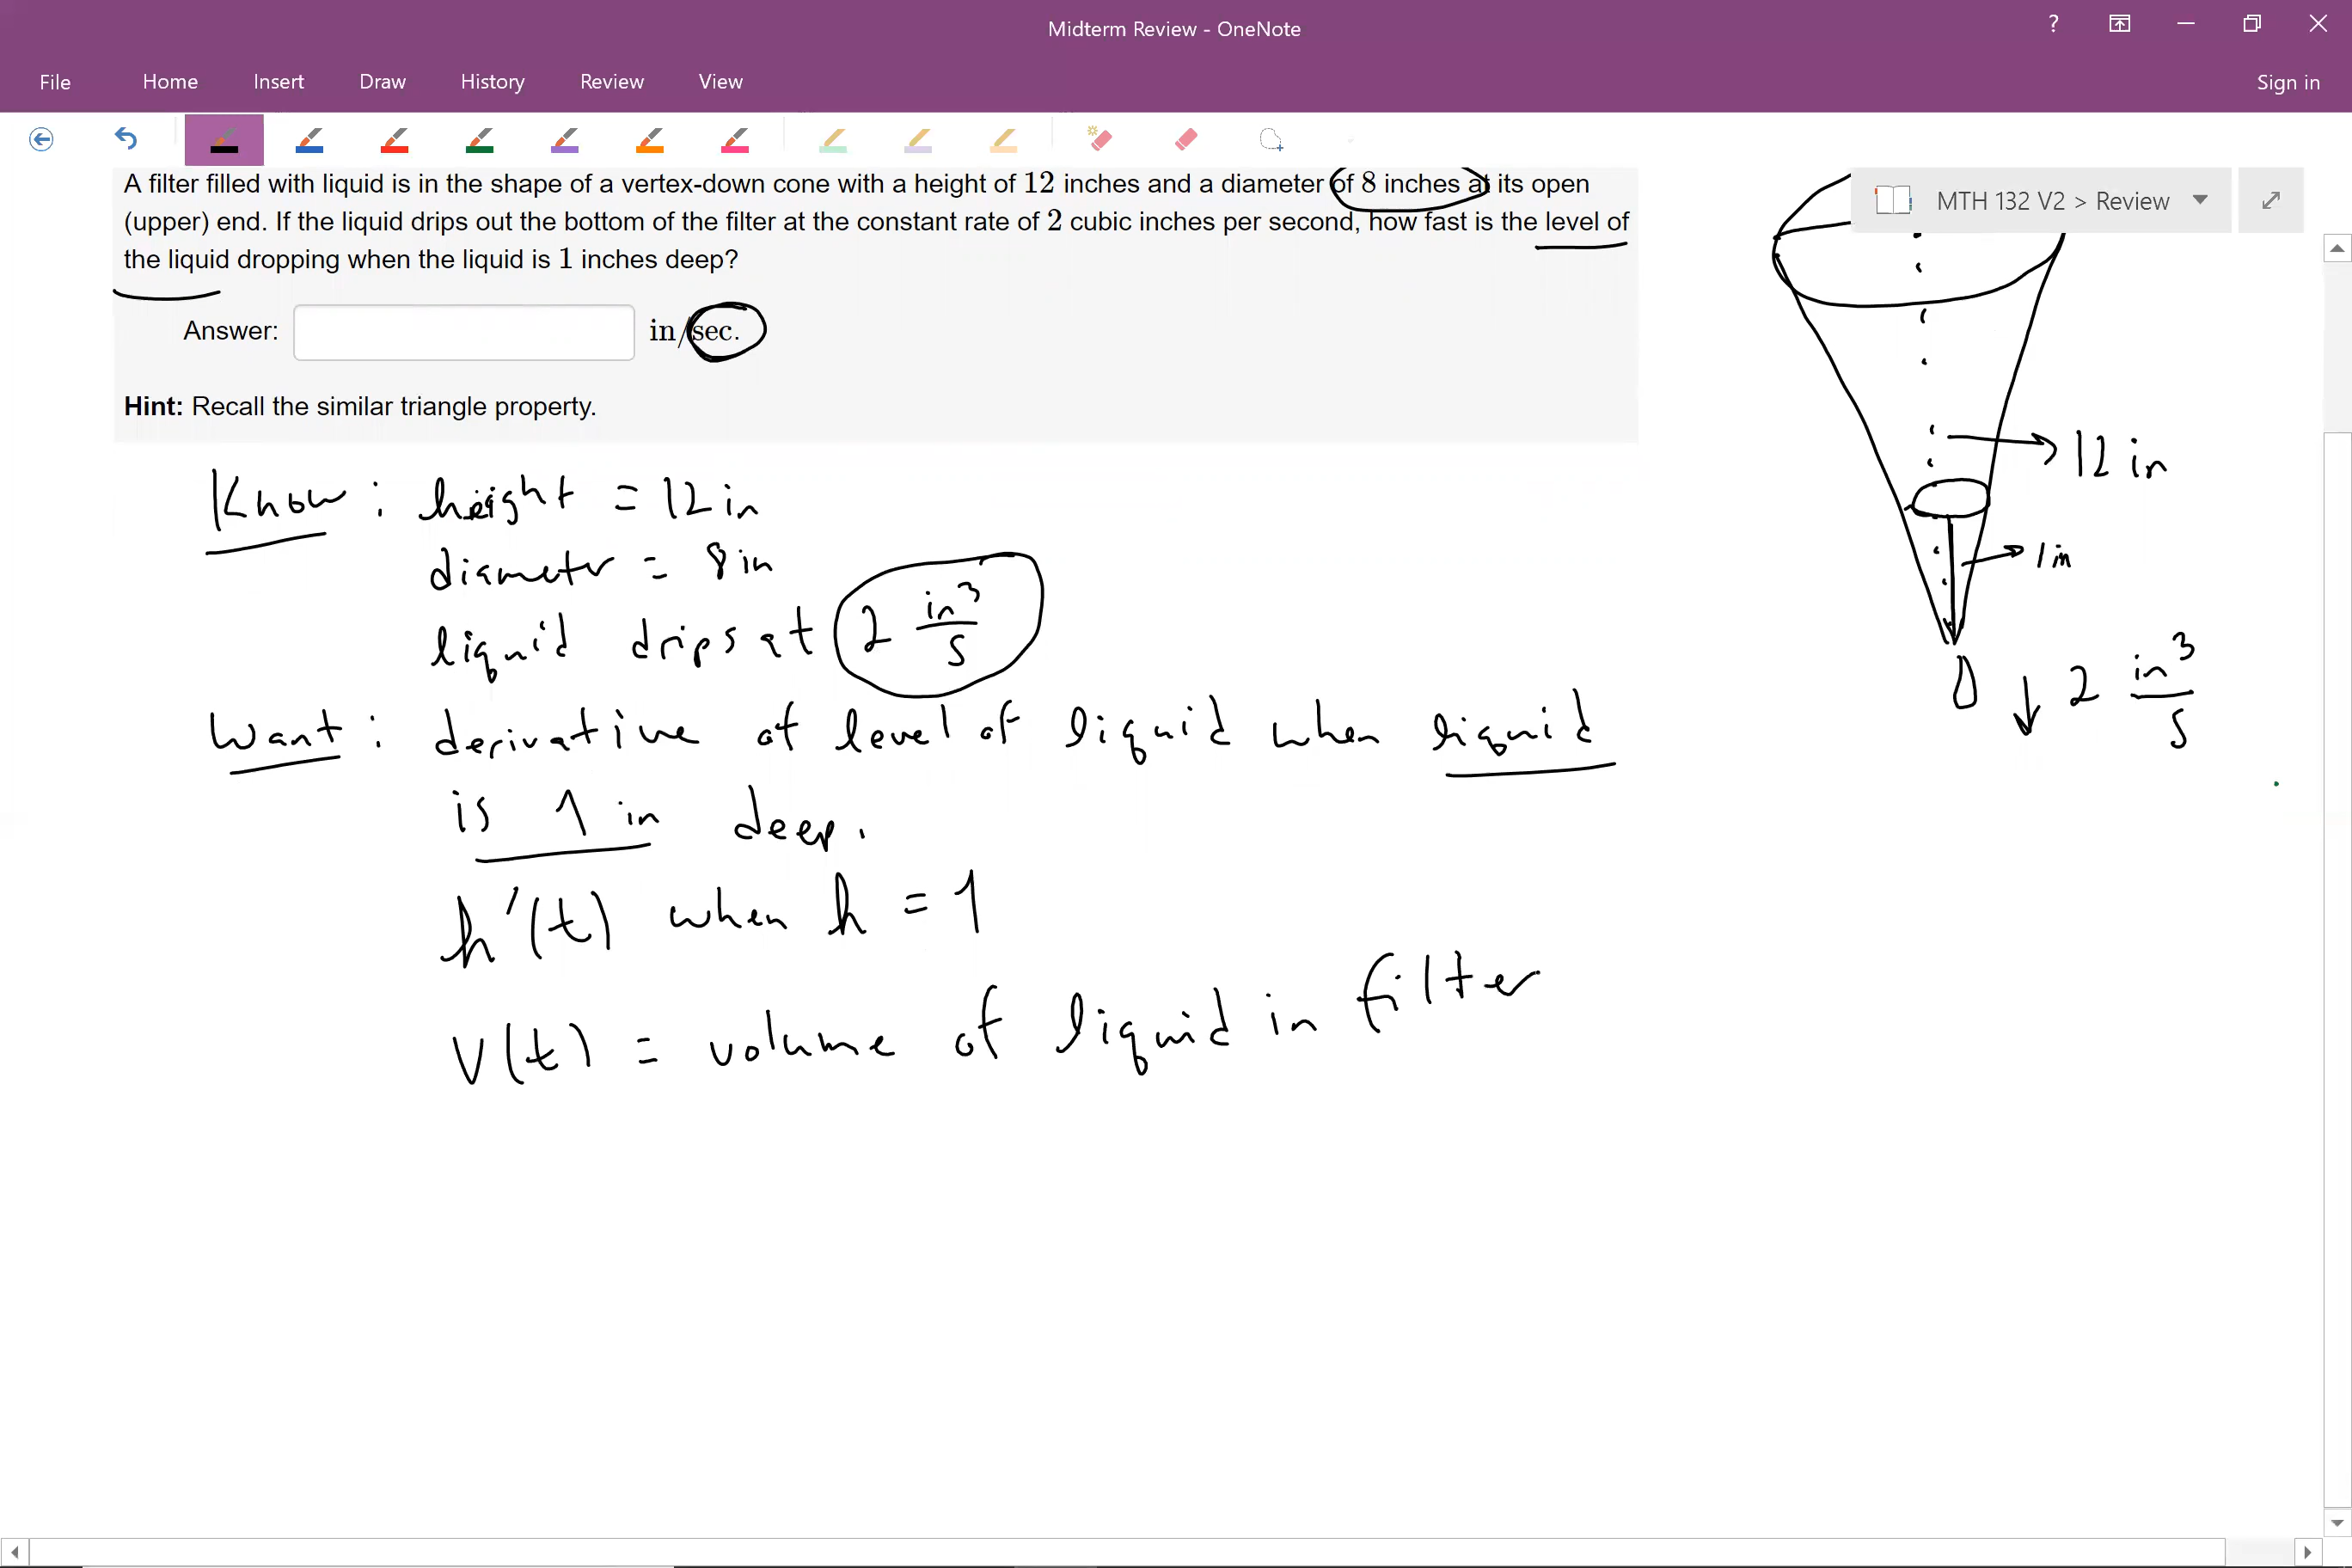 Midterm Review - OneNote
?
File Home Insert Draw History Review View Sign in
MTH 132 V2 > Review
A filter filled with liquid is in the shape of a vertex-down cone with a height of 12 inches and a diameter of 8 inches at its open
(upper) end. If the liquid drips out the bottom of the filter at the constant rate of 2 cubic inches per second, how fast is the level of
the liquid dropping when the liquid is 1 inches deep?
Answer: in/sec.
Hint: Recall the similar triangle property.
Know: height = 12 in
diameter = 8 in
liquid drips at 2 in³/s
Want: derivative of level of liquid when liquid
is 1 in deep.
h'(t) when h = 1
V(t) = volume of liquid in filter
12 in
1 in
2 in³/s